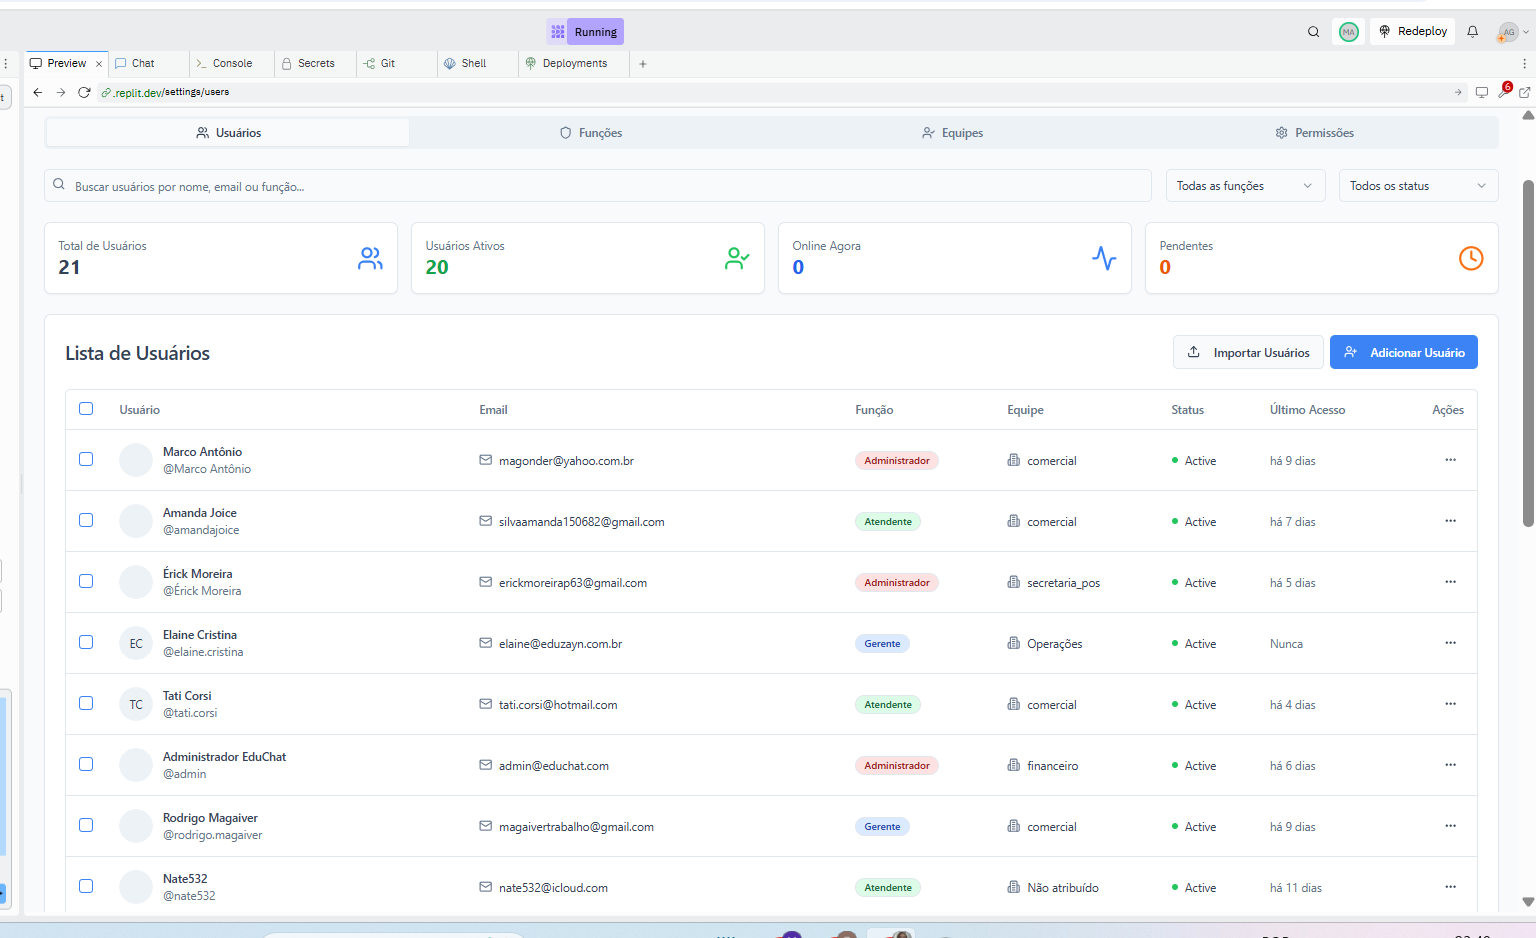 Running
MA
Redeploy
AG
Preview
Chat
Console
Secrets
Git
Shell
Deployments
.replit.dev/settings/users
6
Usuários
Funções
Equipes
Permissões
Buscar usuários por nome, email ou função...
Todas as funções
Todos os status
Total de Usuários
21
Usuários Ativos
20
Online Agora
0
Pendentes
0
Lista de Usuários
Importar Usuários
Adicionar Usuário
Usuário Email Função Equipe Status Último Acesso Ações
Marco Antônio
@Marco Antônio
magonder@yahoo.com.br Administrador comercial Active há 9 dias
Amanda Joice
@amandajoice
silvaamanda150682@gmail.com Atendente comercial Active há 7 dias
Érick Moreira
@Érick Moreira
erickmoreirap63@gmail.com Administrador secretaria_pos Active há 5 dias
EC
Elaine Cristina
@elaine.cristina
elaine@eduzayn.com.br Gerente Operações Active Nunca
TC
Tati Corsi
@tati.corsi
tati.corsi@hotmail.com Atendente comercial Active há 4 dias
Administrador EduChat
@admin
admin@educhat.com Administrador financeiro Active há 6 dias
Rodrigo Magaiver
@rodrigo.magaiver
magaivertrabalho@gmail.com Gerente comercial Active há 9 dias
Nate532
@nate532
nate532@icloud.com Atendente Não atribuído Active há 11 dias